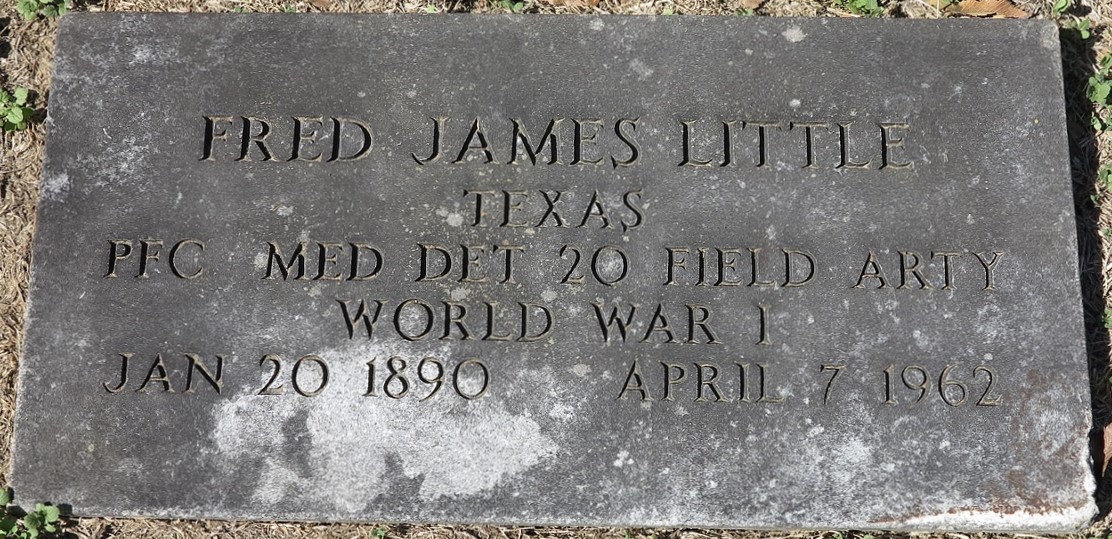 FRED JAMES LITTLE
TEXAS
PFC MED DET 20 FIELD ARTY
WORLD WAR I
JAN 20 1890 APRIL 7 1962